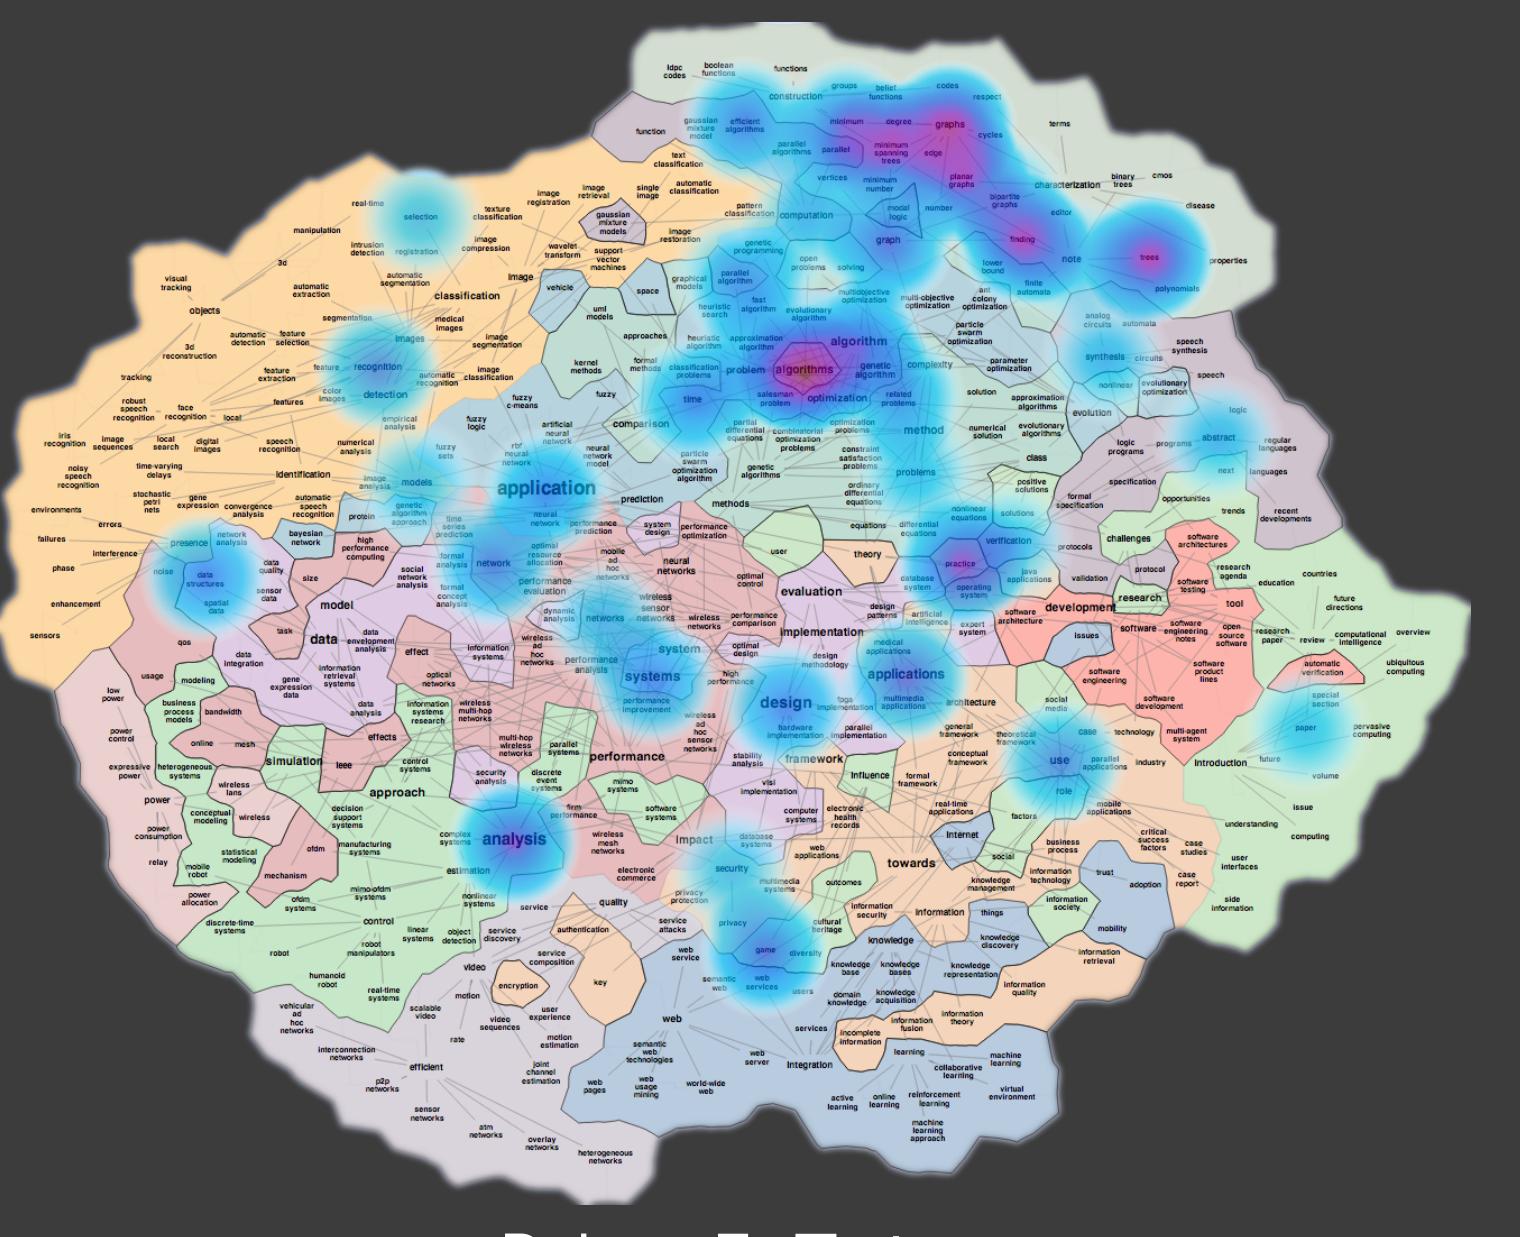 ldpc
codes
boolean
functions
functions
construction
groups
belief
functions
codes
respect
function
gaussian
mixture
model
efficient
algorithms
minimum
degree
graphs
cycles
terms
text
classification
parallel
algorithms
parallel
minimum
spanning
trees
edge
planar
graphs
vertices
minimum
number
characterization
binary
trees
cmos
real-time
selection
texture
classification
image
registration
image
retrieval
single
image
automatic
classification
pattern
classification
computation
modal
logic
number
bipartite
graphs
editor
disease
manipulation
intrusion
detection
registration
image
compression
gaussian
mixture
models
image
restoration
graph
finding
note
trees
properties
polynomials
3d
wavelet
transform
support
vector
machines
genetic
programming
open
problems
solving
lower
bound
finite
automata
visual
tracking
automatic
extraction
automatic
segmentation
classification
image
vehicle
space
graphical
models
parallel
algorithm
multiobjective
optimization
multi-objective
optimization
ant
colony
optimization
objects
segmentation
images
medical
images
uml
models
heuristic
search
fast
algorithm
evolutionary
algorithm
particle
swarm
optimization
analog
circuits
automata
3d
reconstruction
automatic
detection
feature
selection
image
segmentation
approaches
heuristic
algorithm
approximation
algorithm
algorithm
speech
synthesis
synthesis
circuits
tracking
feature
extraction
feature
recognition
automatic
recognition
image
classification
kernel
methods
formal
methods
classification
problems
problem
algorithms
genetic
algorithm
complexity
parameter
optimization
speech
nonlinear
evolutionary
optimization
robust
speech
recognition
face
recognition
local
features
color
images
detection
fuzzy
c-means
fuzzy
time
salesman
problem
optimization
related
problems
solution
approximation
algorithms
evolution
logic
iris
recognition
image
sequences
local
search
digital
images
speech
recognition
empirical
analysis
numerical
analysis
fuzzy
logic
fuzzy
sets
artificial
neural
network
comparison
partial
differential
equations
combinatorial
optimization
problems
optimization
problems
method
numerical
solution
evolutionary
algorithms
logic
programs
programs
abstract
regular
languages
noisy
speech
recognition
time-varying
delays
identification
image
analysis
models
rbf
neural
network
neural
model
particle
swarm
optimization
algorithm
genetic
algorithms
constraint
satisfaction
problems
problems
class
positive
solutions
specification
next
languages
environments
stochastic
petri
nets
gene
expression
convergence
analysis
automatic
speech
recognition
protein
genetic
algorithm
approach
application
prediction
methods
ordinary
differential
equations
formal
specification
opportunities
trends
recent
developments
errors
failures
interference
presence
network
analysis
bayesian
network
high
performance
computing
time
series
prediction
neural
network
performance
prediction
system
design
performance
optimization
user
equations
theory
differential
equations
nonlinear
equations
solutions
verification
protocols
challenges
software
architectures
phase
noise
data
structures
data
quality
size
social
network
analysis
formal
analysis
network
optimal
resource
allocation
mobile
ad
hoc
networks
neural
networks
optimal
control
practice
database
system
operating
system
java
applications
validation
protocol
research
agenda
education
countries
enhancement
spatial
data
sensor
data
model
formal
concept
analysis
performance
evaluation
wireless
sensor
networks
evaluation
design
patterns
artificial
intelligence
software
architecture
development
research
software
testing
tool
future
directions
sensors
qos
task
data
data
envelopment
analysis
dynamic
analysis
networks
wireless
networks
performance
comparison
implementation
expert
system
issues
software
software
engineering
notes
open
source
software
research
paper
review
computational
intelligence
overview
data
integration
effect
information
systems
wireless
ad
hoc
networks
performance
analysis
system
optimal
design
design
methodology
medical
applications
software
engineering
software
product
lines
automatic
verification
ubiquitous
computing
low
power
usage
modeling
gene
expression
data
information
retrieval
systems
optical
networks
systems
high
performance
applications
business
process
models
bandwidth
data
analysis
information
systems
research
wireless
multi-hop
networks
performance
improvement
wireless
ad
hoc
sensor
networks
design
hardware
implementation
fpga
implementation
multimedia
applications
architecture
social
media
software
development
special
section
power
control
online
mesh
effects
multi-hop
wireless
networks
parallel
systems
parallel
implementation
general
framework
theoretical
framework
case
technology
multi-agent
system
paper
pervasive
computing
expressive
power
heterogeneous
systems
simulation
ieee
control
systems
security
analysis
discrete
event
systems
performance
stability
analysis
framework
conceptual
framework
use
parallel
applications
industry
introduction
future
volume
power
wireless
lans
approach
mimo
systems
vlsi
implementation
influence
formal
framework
role
conceptual
modeling
wireless
decision
support
systems
firm
performance
software
systems
computer
systems
electronic
health
records
real-time
applications
mobile
applications
issue
power
consumption
analysis
complex
systems
wireless
mesh
networks
impact
database
systems
internet
factors
critical
success
factors
understanding
computing
relay
statistical
modeling
ofdm
manufacturing
systems
estimation
electronic
commerce
security
multimedia
systems
web
applications
towards
social
business
process
case
studies
user
interfaces
mobile
robot
mechanism
power
allocation
ofdm
systems
mimo-ofdm
systems
nonlinear
systems
quality
privacy
protection
outcomes
knowledge
management
information
technology
trust
adoption
case
report
discrete-time
systems
control
linear
systems
object
detection
service
service
discovery
authentication
service
attacks
privacy
cultural
heritage
information
security
information
things
information
society
mobility
side
information
robot
robot
manipulators
service
composition
web
service
game
diversity
knowledge
knowledge
discovery
information
retrieval
humanoid
robot
real-time
systems
video
encryption
key
semantic
web
web
services
users
knowledge
base
knowledge
bases
knowledge
representation
information
quality
vehicular
ad
hoc
networks
scalable
video
motion
video
sequences
user
experience
web
domain
knowledge
knowledge
acquisition
services
incomplete
information
information
fusion
information
theory
interconnection
networks
rate
efficient
motion
estimation
semantic
web
technologies
web
server
integration
learning
collaborative
learning
machine
learning
p2p
networks
joint
channel
estimation
web
pages
web
usage
mining
world-wide
web
active
learning
online
learning
reinforcement
learning
virtual
environment
sensor
networks
atm
networks
overlay
networks
heterogeneous
networks
machine
learning
approach